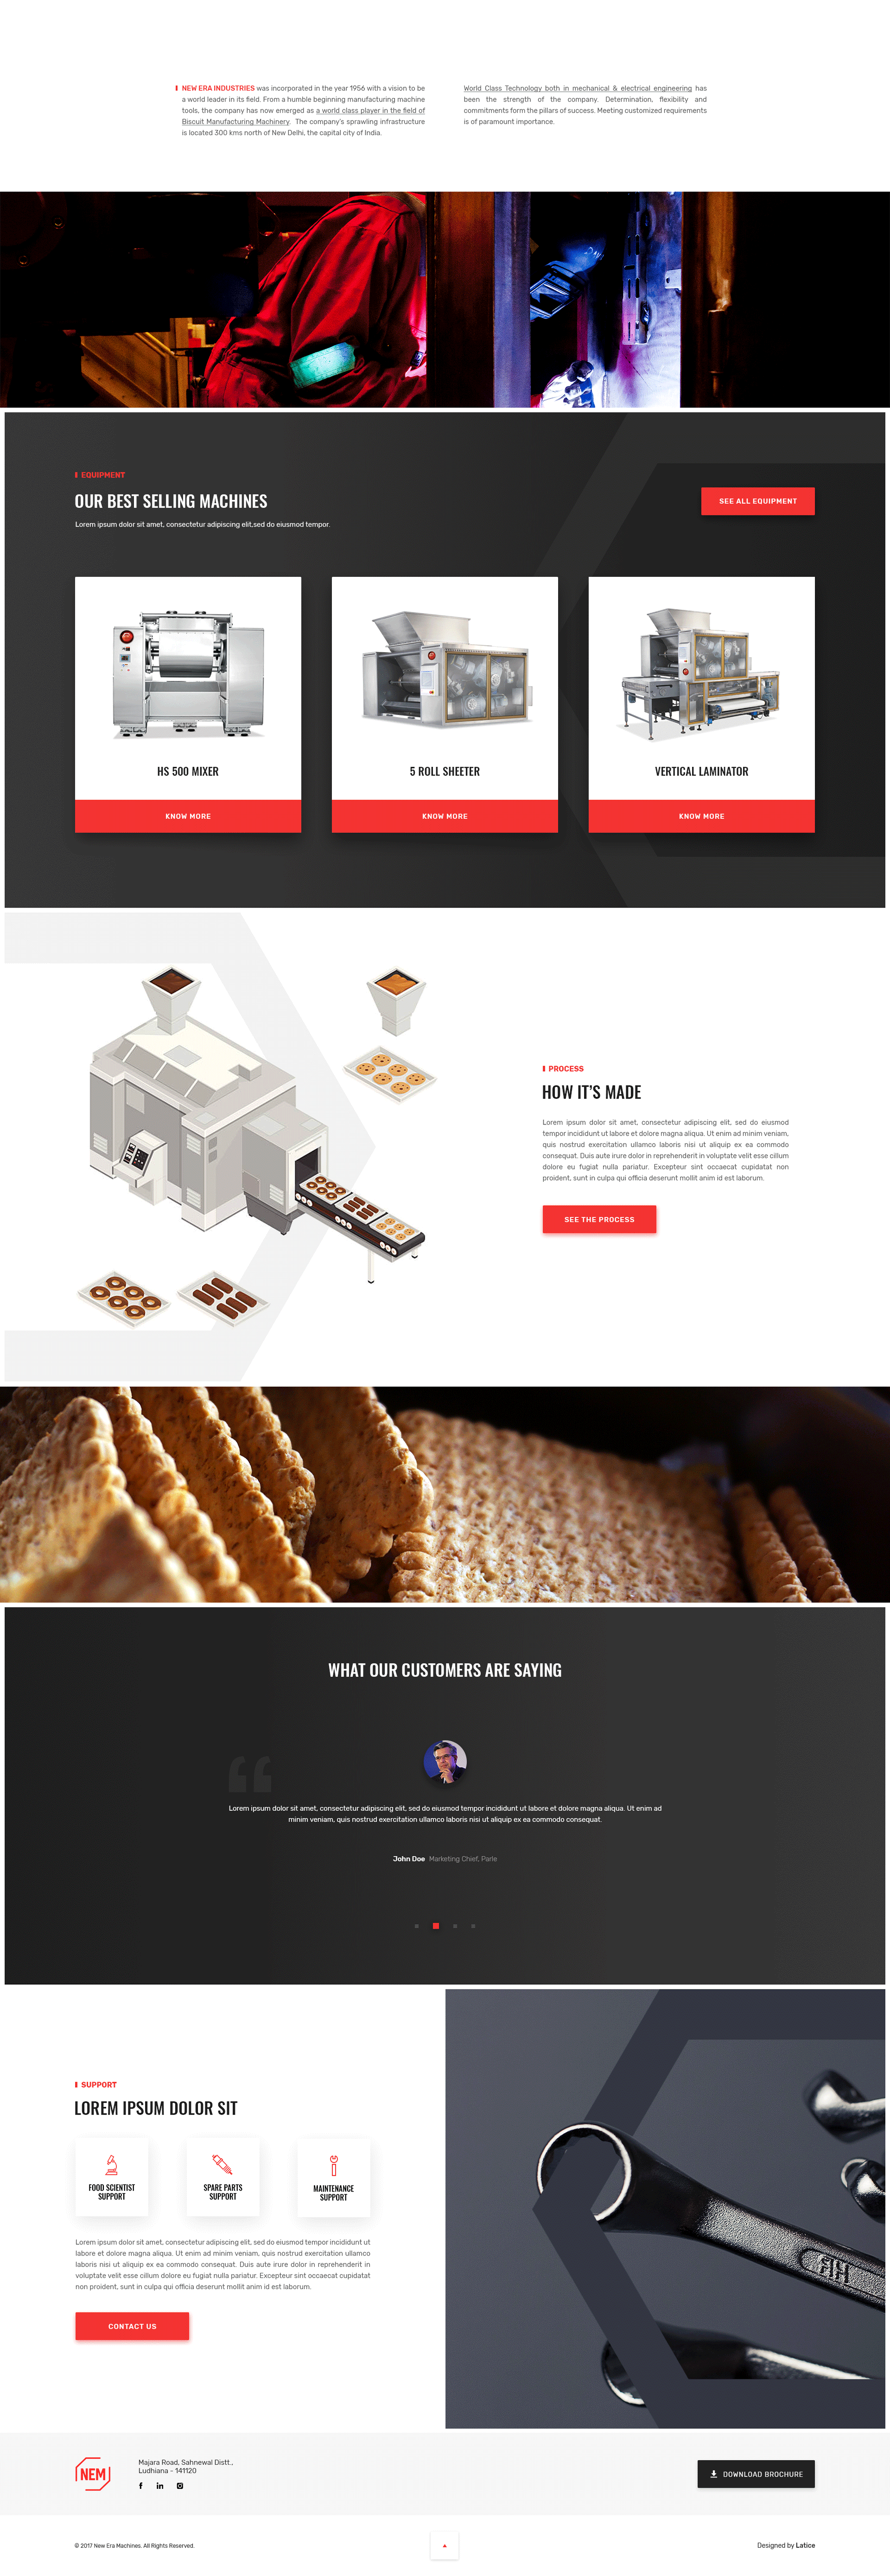 NEW ERA INDUSTRIES was incorporated in the year 1956 with a vision to be
a world leader in its field. From a humble beginning manufacturing machine
tools, the company has now emerged as a world class player in the field of
Biscuit Manufacturing Machinery. The company's sprawling infrastructure
is located 300 kms north of New Delhi, the capital city of India.
World Class Technology both in mechanical & electrical engineering has
been the strength of the company. Determination, flexibility and
commitments form the pillars of success. Meeting customized requirements
is of paramount importance.
EQUIPMENT
OUR BEST SELLING MACHINES
Lorem ipsum dolor sit amet, consectetur adipiscing elit,sed do eiusmod tempor.
SEE ALL EQUIPMENT
HS 500 MIXER
KNOW MORE
5 ROLL SHEETER
KNOW MORE
VERTICAL LAMINATOR
KNOW MORE
PROCESS
HOW IT'S MADE
Lorem ipsum dolor sit amet, consectetur adipiscing elit, sed do eiusmod
tempor incididunt ut labore et dolore magna aliqua. Ut enim ad minim veniam,
quis nostrud exercitation ullamco laboris nisi ut aliquip ex ea commodo
consequat. Duis aute irure dolor in reprehenderit in voluptate velit esse cillum
dolore eu fugiat nulla pariatur. Excepteur sint occaecat cupidatat non
proident, sunt in culpa qui officia deserunt mollit anim id est laborum.
SEE THE PROCESS
WHAT OUR CUSTOMERS ARE SAYING
Lorem ipsum dolor sit amet, consectetur adipiscing elit, sed do eiusmod tempor incididunt ut labore et dolore magna aliqua. Ut enim ad
minim veniam, quis nostrud exercitation ullamco laboris nisi ut aliquip ex ea commodo consequat.
John Doe Marketing Chief, Parle
SUPPORT
LOREM IPSUM DOLOR SIT
FOOD SCIENTIST
SUPPORT
SPARE PARTS
SUPPORT
MAINTENANCE
SUPPORT
Lorem ipsum dolor sit amet, consectetur adipiscing elit, sed do eiusmod tempor incididunt ut
labore et dolore magna aliqua. Ut enim ad minim veniam, quis nostrud exercitation ullamco
laboris nisi ut aliquip ex ea commodo consequat. Duis aute irure dolor in reprehenderit in
voluptate velit esse cillum dolore eu fugiat nulla pariatur. Excepteur sint occaecat cupidatat
non proident, sunt in culpa qui officia deserunt mollit anim id est laborum.
CONTACT US
NEM
Majara Road, Sahnewal Distt.,
Ludhiana - 141120
DOWNLOAD BROCHURE
© 2017 New Era Machines. All Rights Reserved.
Designed by Latice